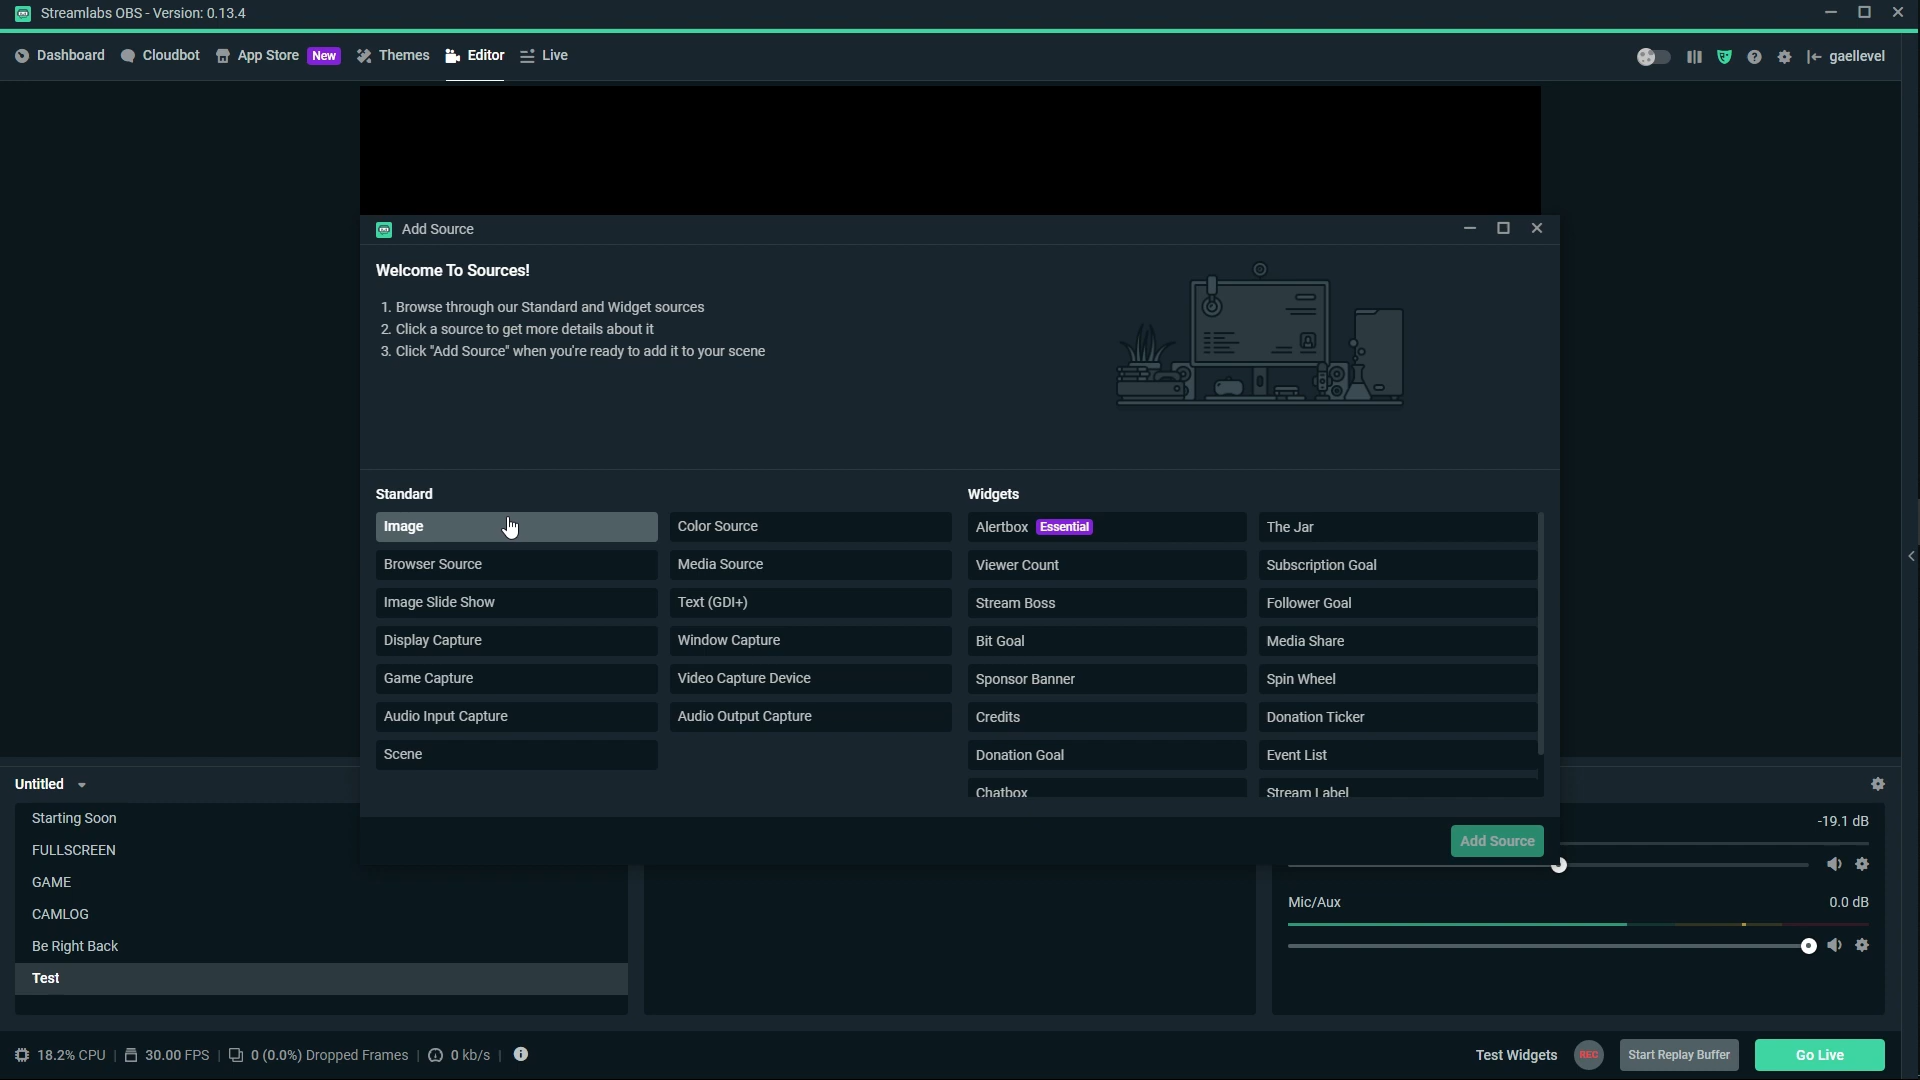 Streamlabs OBS - Version: 0.13.4
Dashboard Cloudbot App Store New Themes Editor Live gaellevel
Add Source
Welcome To Sources!
1. Browse through our Standard and Widget sources
2. Click a source to get more details about it
3. Click "Add Source" when you're ready to add it to your scene
Standard Widgets
Image Color Source Alertbox Essential The Jar
Browser Source Media Source Viewer Count Subscription Goal
Image Slide Show Text (GDI+) Stream Boss Follower Goal
Display Capture Window Capture Bit Goal Media Share
Game Capture Video Capture Device Sponsor Banner Spin Wheel
Audio Input Capture Audio Output Capture Credits Donation Ticker
Scene Donation Goal Event List
Chatbox Stream Label
Add Source
Untitled
Starting Soon
FULLSCREEN
GAME
CAMLOG
Be Right Back
Test
-19.1 dB
Mic/Aux 0.0 dB
18.2% CPU 30.00 FPS 0 (0.0%) Dropped Frames 0 kb/s Test Widgets REC Start Replay Buffer Go Live